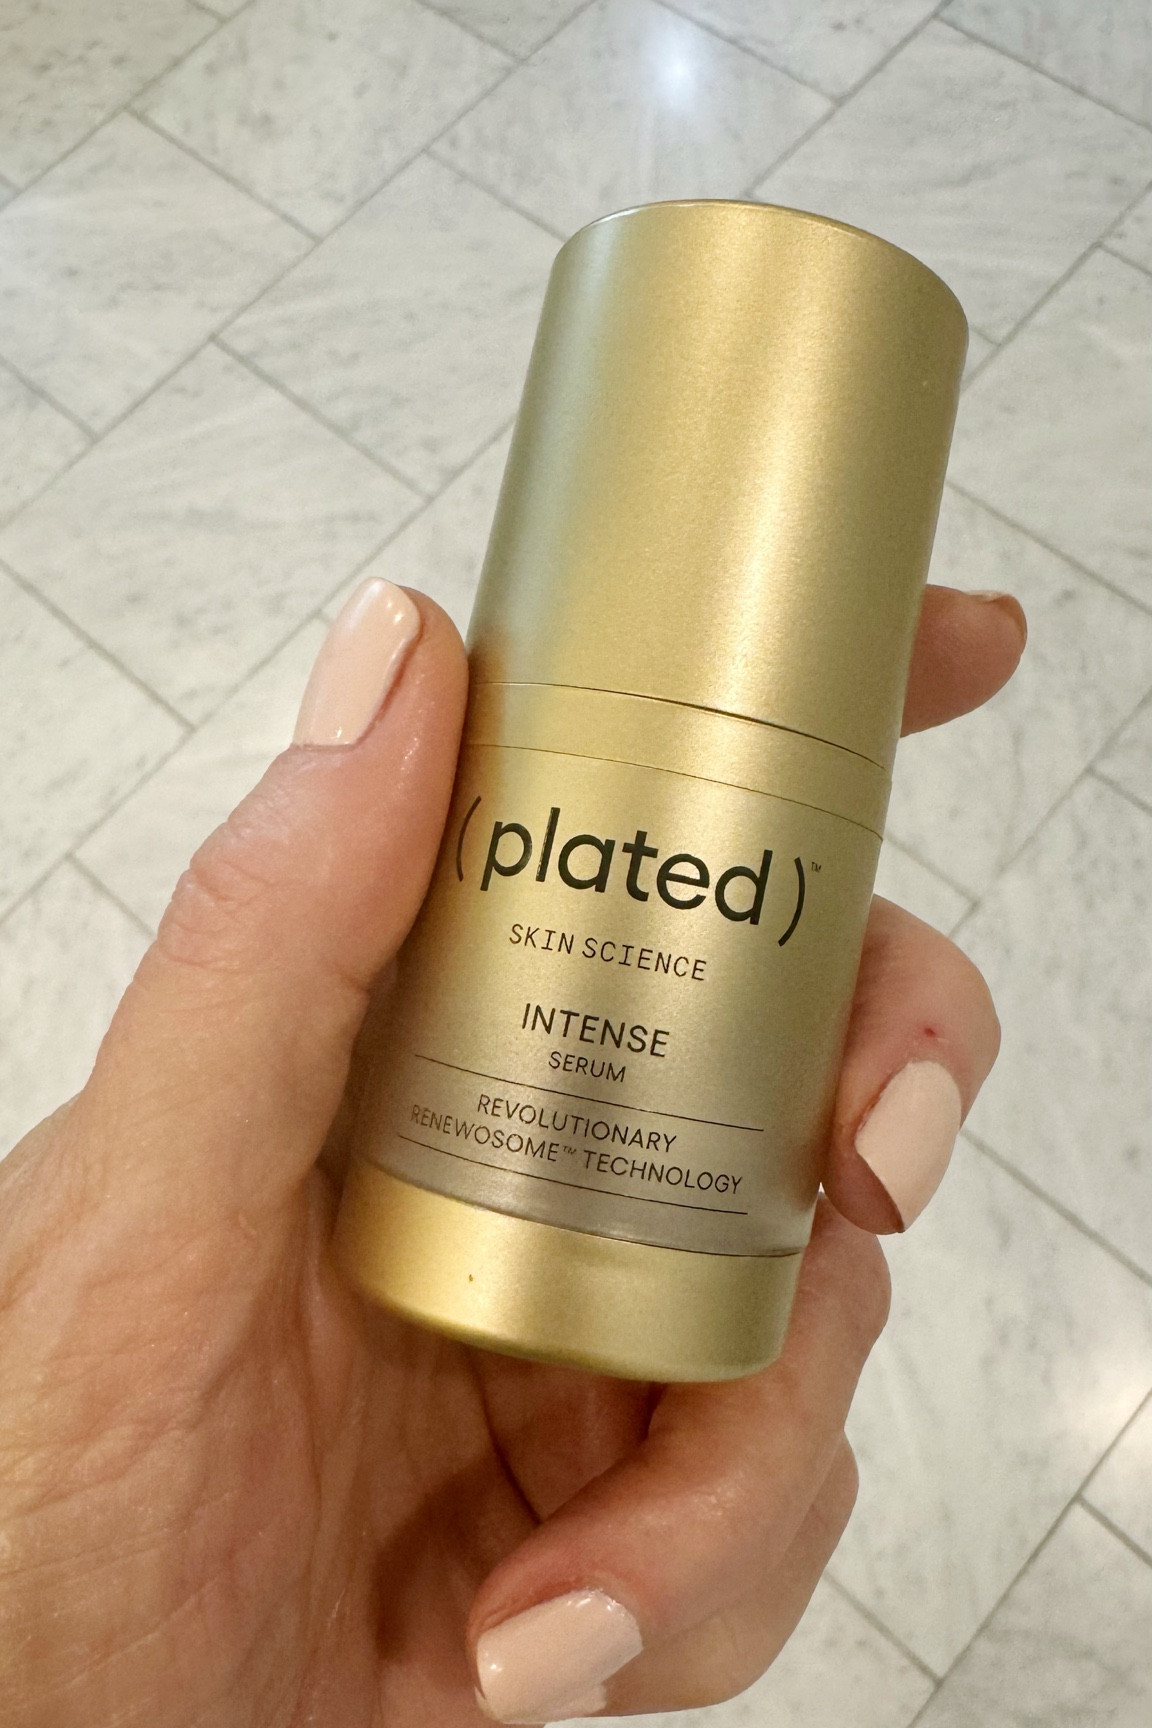 (plated)™
SKIN SCIENCE
INTENSE
SERUM
REVOLUTIONARY
RENEWOSOME™ TECHNOLOGY